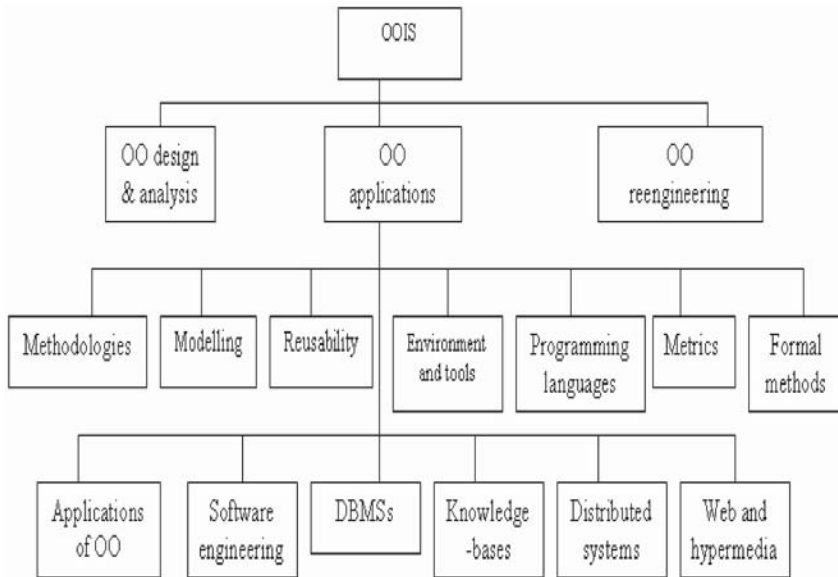 OOIS
OO design
& analysis
OO
applications
OO
reengineering
Methodologies
Modelling
Reusability
Environment
and tools
Programming
languages
Metrics
Formal
methods
Applications
of OO
Software
engineering
DBMSs
Knowledge
-bases
Distributed
systems
Web and
hypermedia